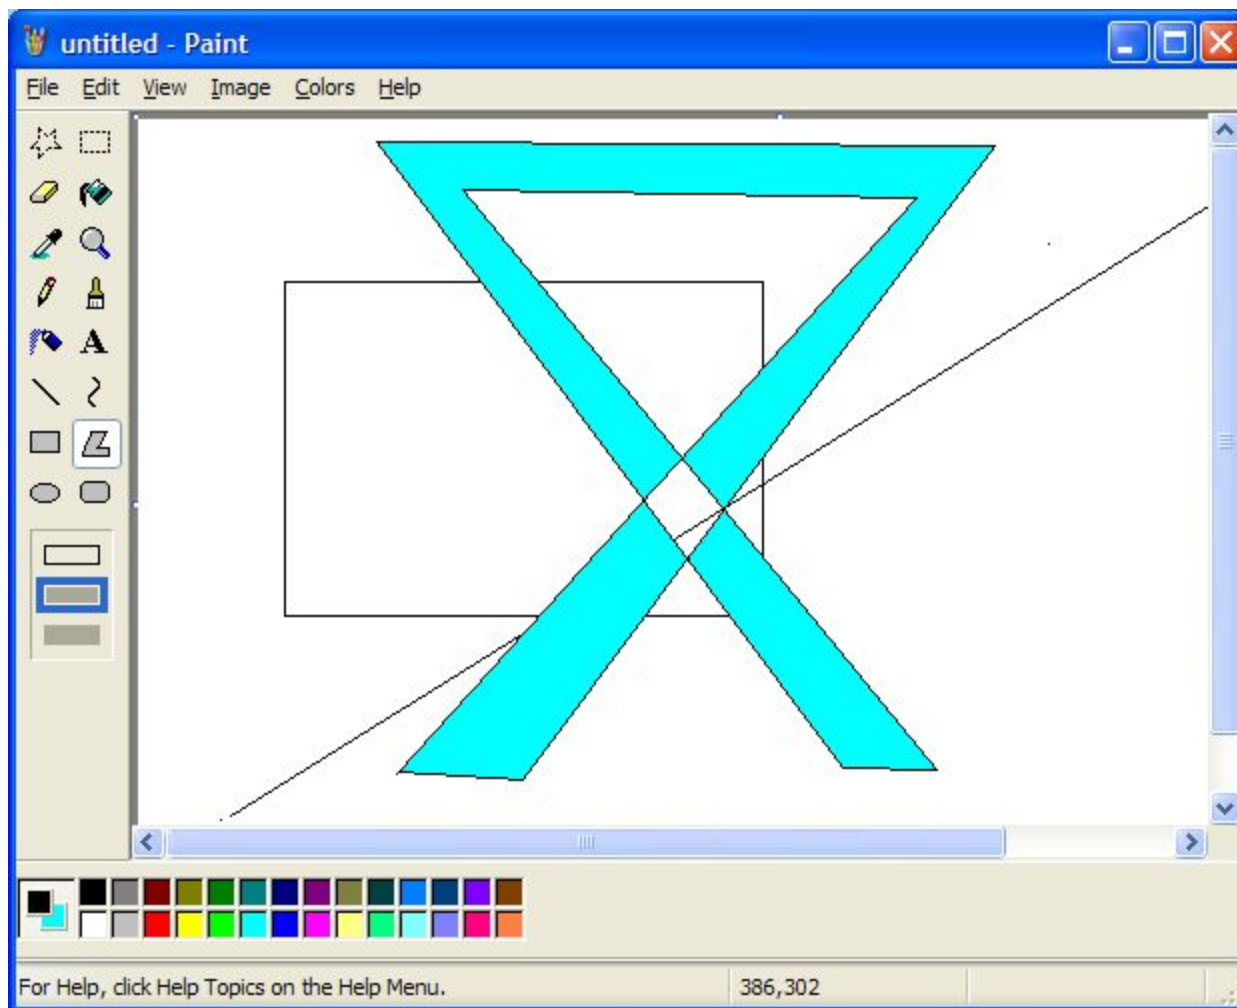 untitled - Paint
File Edit View Image Colors Help
A
For Help, click Help Topics on the Help Menu. 386,302